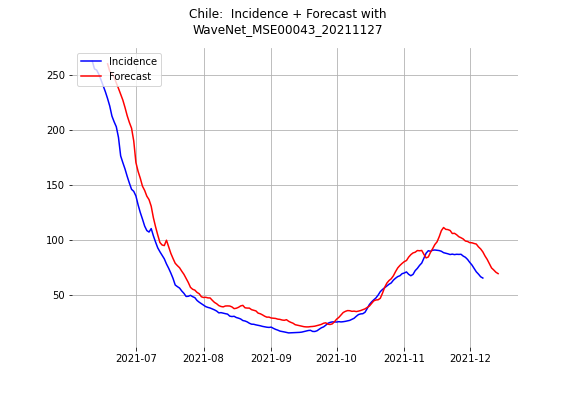 Chile:  Incidence + Forecast with
WaveNet_MSE00043_20211127
Incidence
Forecast
250
200
150
100
50
2021-07 2021-08 2021-09 2021-10 2021-11 2021-12